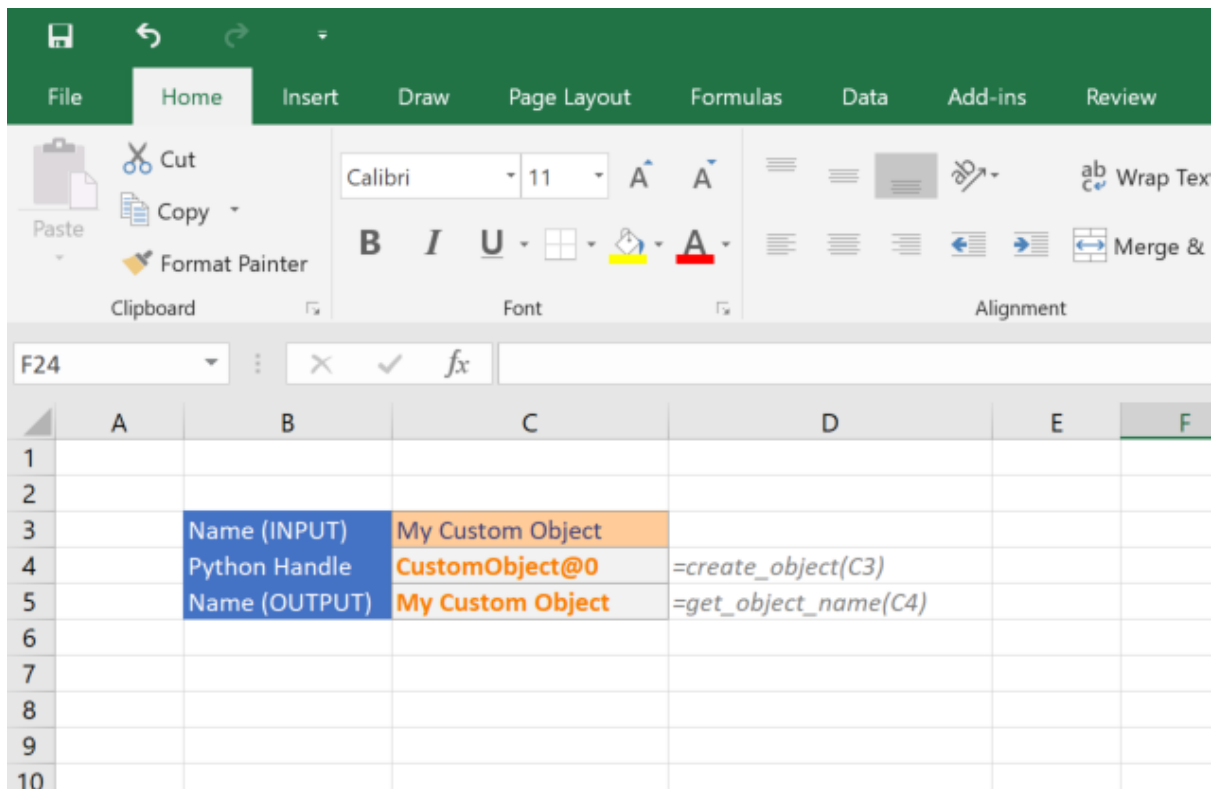 File Home Insert Draw Page Layout Formulas Data Add-ins Review
Cut
Calibri 11 A A ab c Wrap Tex
Copy
Paste
B I U A Merge &
Format Painter
Clipboard Font Alignment
F24 fx
A B C D E F
1
2
3 Name (INPUT) My Custom Object
4 Python Handle CustomObject@0 =create_object(C3)
5 Name (OUTPUT) My Custom Object =get_object_name(C4)
6
7
8
9
10